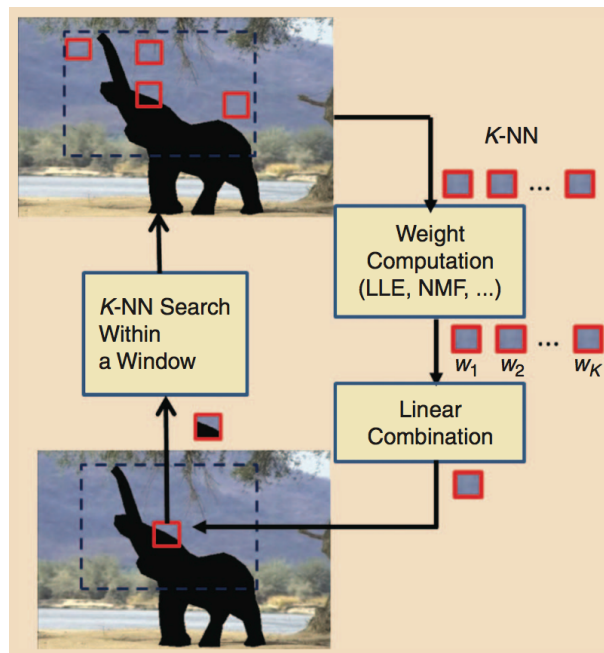 K-NN
...
Weight
Computation
(LLE, NMF, ...)
K-NN Search
Within
a Window
...
w1 w2 wK
Linear
Combination